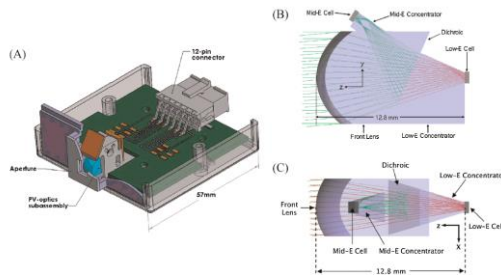 (A)
12-pin
connector
Aperture
PV-optics
subassembly
57mm
(B)
Mid-E Cell
Mid-E Concentrator
Dichroic
Low-E
Cell
Y
Z
12.8 mm
Front Lens
Low-E Concentrator
(C)
Dichroic
Low-E
Concentrator
Front
Lens
Mid-E Cell
Mid-E Concentrator
Low-E Cell
Z
X
12.8 mm